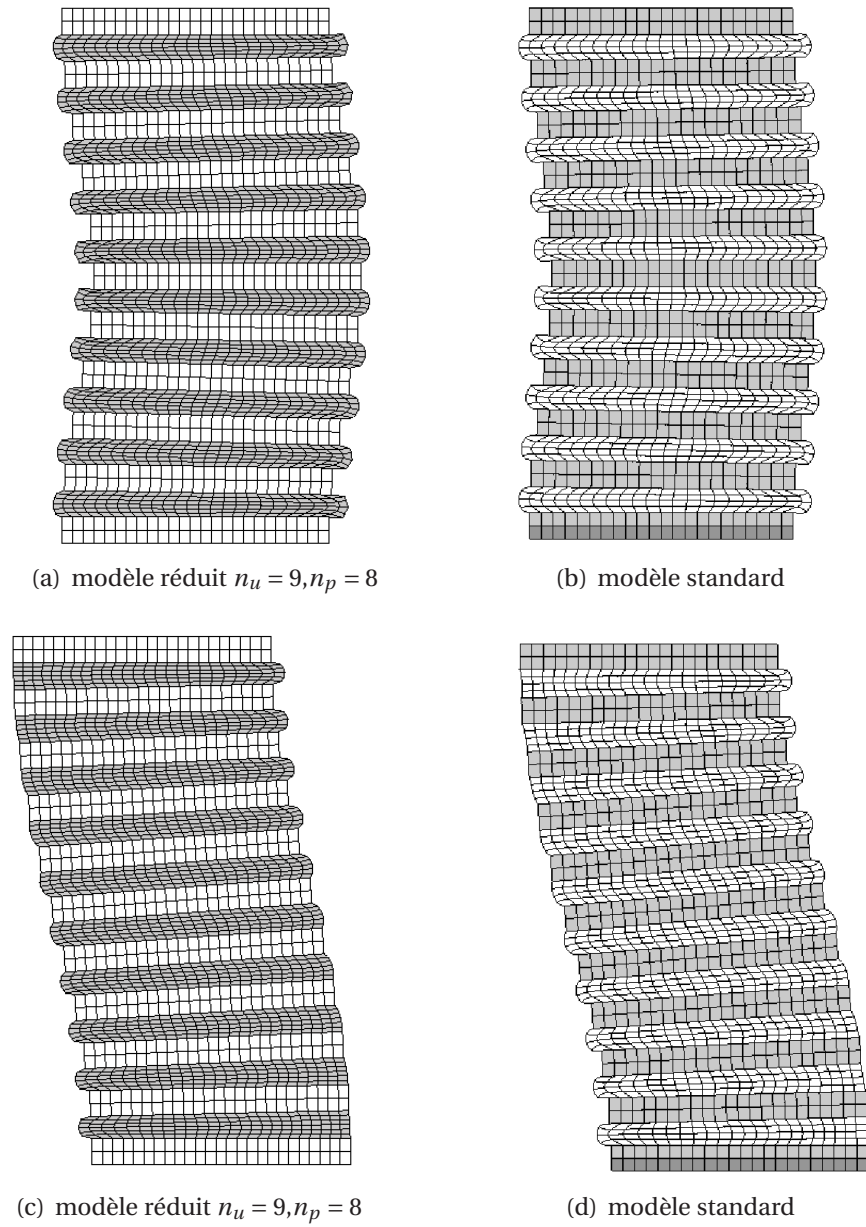 (a) modèle réduit n_u = 9, n_p = 8
(b) modèle standard
(c) modèle réduit n_u = 9, n_p = 8
(d) modèle standard